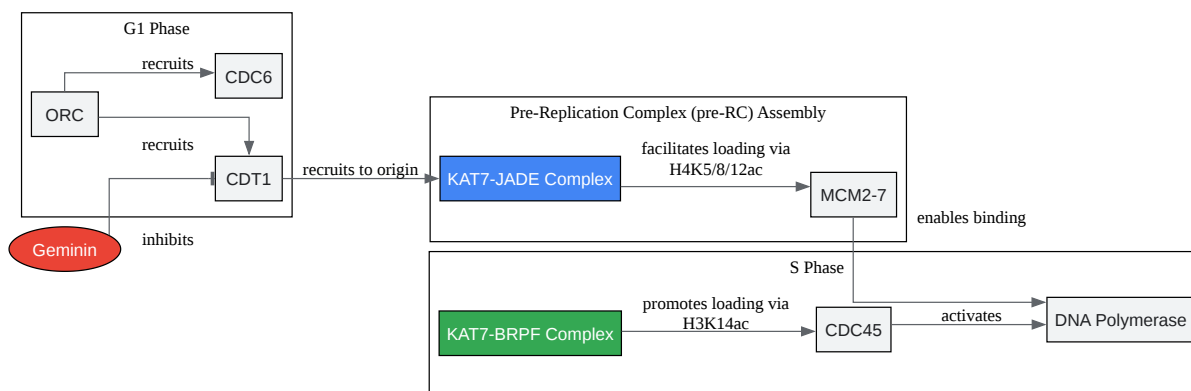 G1 Phase
recruits
CDC6
ORC
recruits
CDT1
inhibits
Geminin
recruits to origin
Pre-Replication Complex (pre-RC) Assembly
KAT7-JADE Complex
facilitates loading via
H4K5/8/12ac
MCM2-7
enables binding
S Phase
KAT7-BRPF Complex
promotes loading via
H3K14ac
CDC45
activates
DNA Polymerase